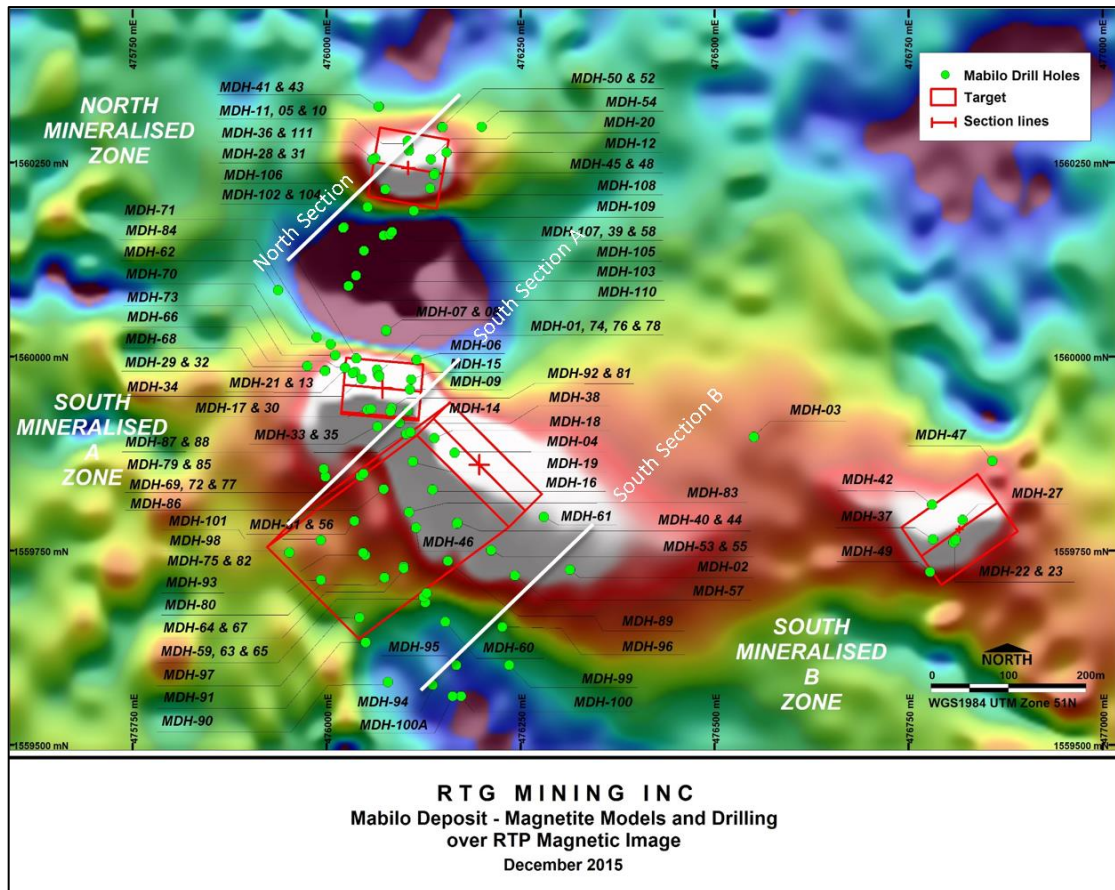 475750 mE
476000 mE
476250 mE
476500 mE
476750 mE
477000 mE
Mabilo Drill Holes
Target
Section lines
NORTH
MINERALISED
ZONE
1560250 mN
1560250 mN
MDH-41 & 43
MDH-11, 05 & 10
MDH-36 & 111
MDH-28 & 31
MDH-106
MDH-102 & 104
MDH-50 & 52
MDH-54
MDH-20
MDH-12
MDH-45 & 48
MDH-108
MDH-109
MDH-107, 39 & 58
MDH-105
MDH-103
MDH-110
North Section
South Section A
South Section B
MDH-71
MDH-84
MDH-62
MDH-70
MDH-73
MDH-66
MDH-68
MDH-29 & 32
MDH-34
MDH-07 &
MDH-01, 74, 76 & 78
MDH-06
MDH-15
MDH-09
MDH-21 & 13
MDH-17 & 30
MDH-33 & 35
MDH-92 & 81
MDH-38
MDH-14
MDH-18
MDH-04
MDH-19
MDH-16
MDH-03
MDH-47
1560000 mN
1560000 mN
SOUTH
MINERALISED
A
ZONE
MDH-87 & 88
MDH-79 & 85
MDH-69, 72 & 77
MDH-86
MDH-101
MDH-98
MDH-75 & 82
MDH-93
MDH-80
MDH-64 & 67
MDH-59, 63 & 65
MDH-97
MDH-91
MDH-90
& 56
MDH-46
MDH-83
MDH-61
MDH-40 & 44
MDH-53 & 55
MDH-02
MDH-57
MDH-42
MDH-27
MDH-37
MDH-49
MDH-22 & 23
1559750 mN
1559750 mN
MDH-89
MDH-96
MDH-95
MDH-60
MDH-99
MDH-100
MDH-94
MDH-100A
SOUTH
MINERALISED
B
ZONE
NORTH
0 100 200m
WGS1984 UTM Zone 51N
1559500 mN
1559500 mN
475750 mE
476000 mE
476250 mE
476500 mE
476750 mE
477000 mE
RTG MINING INC
Mabilo Deposit - Magnetite Models and Drilling
over RTP Magnetic Image
December 2015